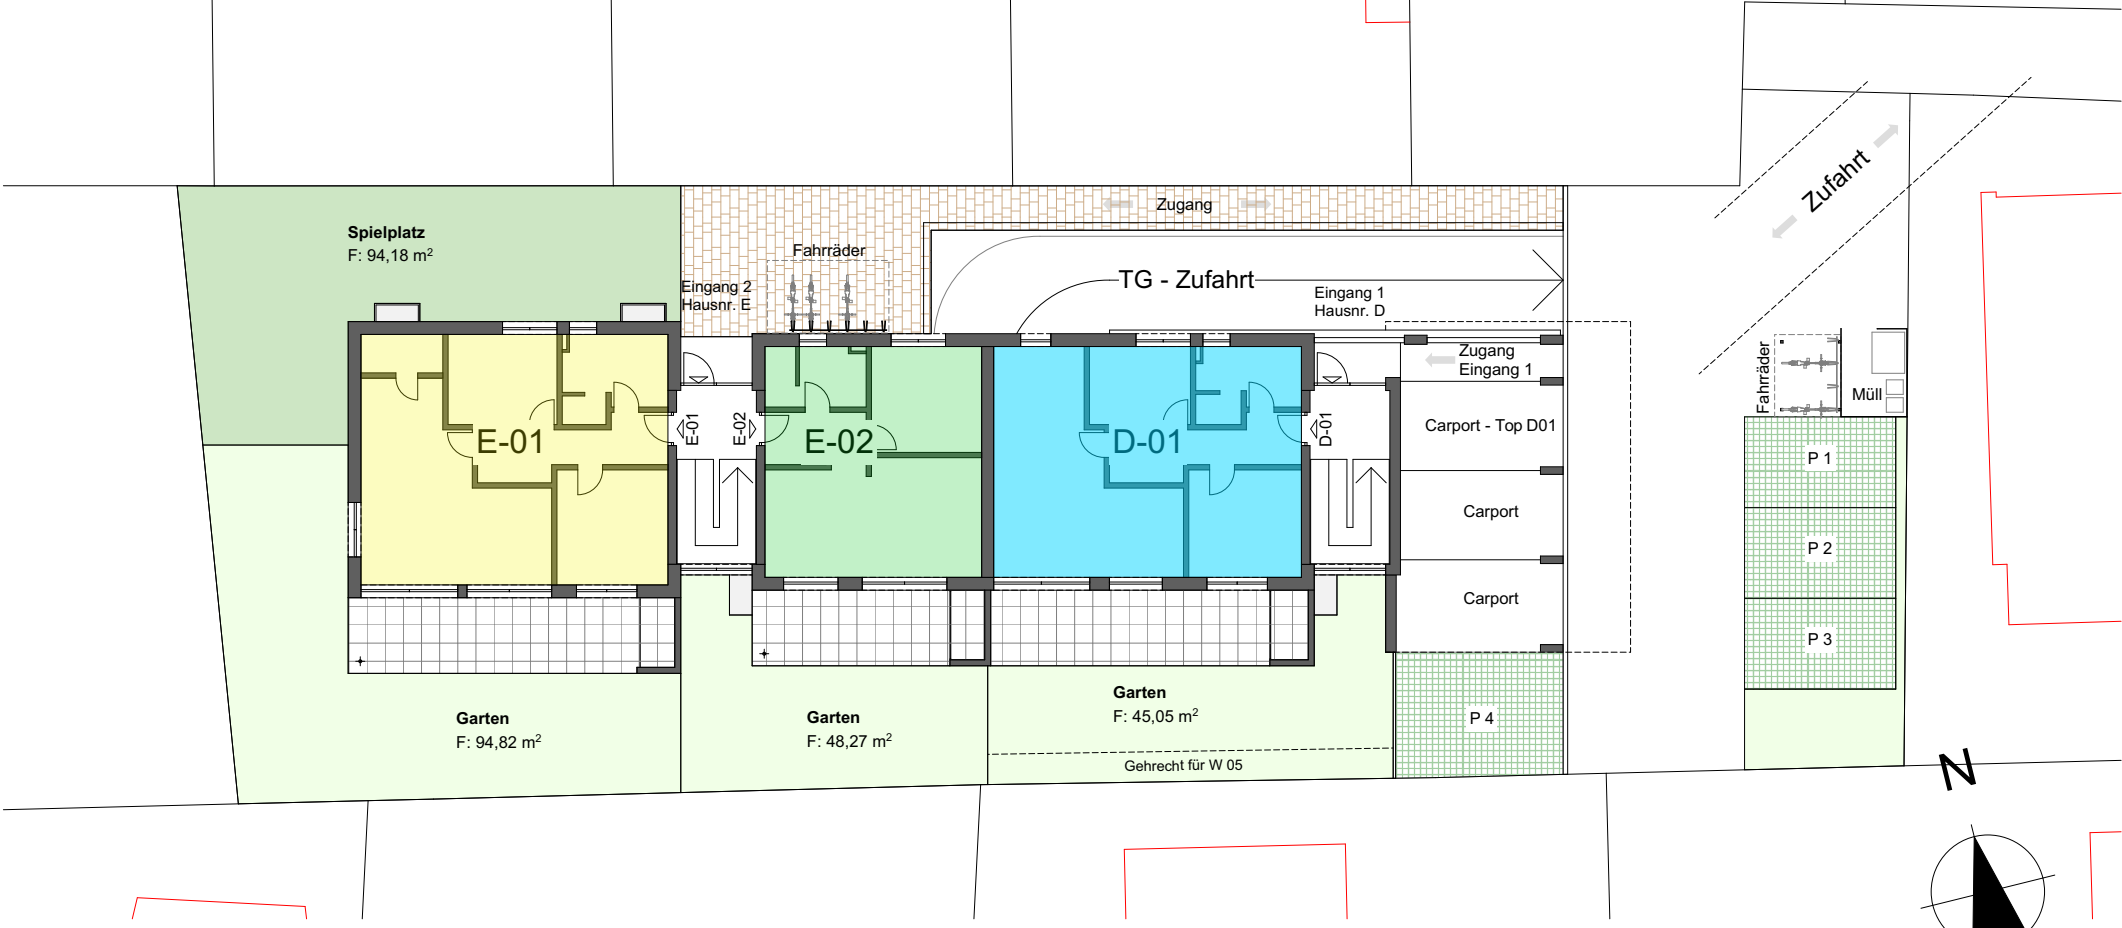 Zufahrt
Spielplatz
F: 94,18 m²
Zugang
Fahrräder
Eingang 2
Hausnr. E
TG - Zufahrt
Eingang 1
Hausnr. D
Zugang
Eingang 1
Fahrräder
Müll
E-01
E-01
E-02
E-02
D-01
D-01
Carport - Top D01
Carport
Carport
P 1
P 2
P 3
P 4
Garten
F: 94,82 m²
Garten
F: 48,27 m²
Garten
F: 45,05 m²
Gehrecht für W 05
N